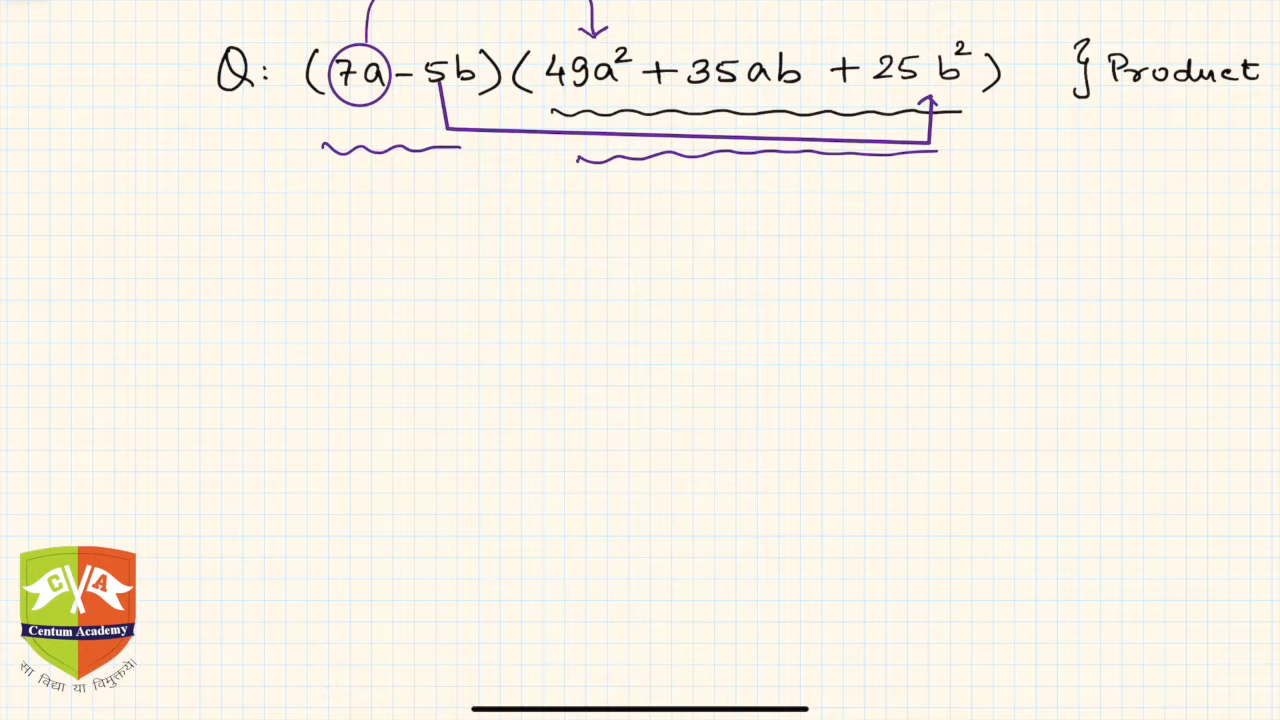 Q: (7a - 5b)(49a² + 35ab + 25b²) } Product
C A
Centum Academy
सा विद्या या विमुक्तये।